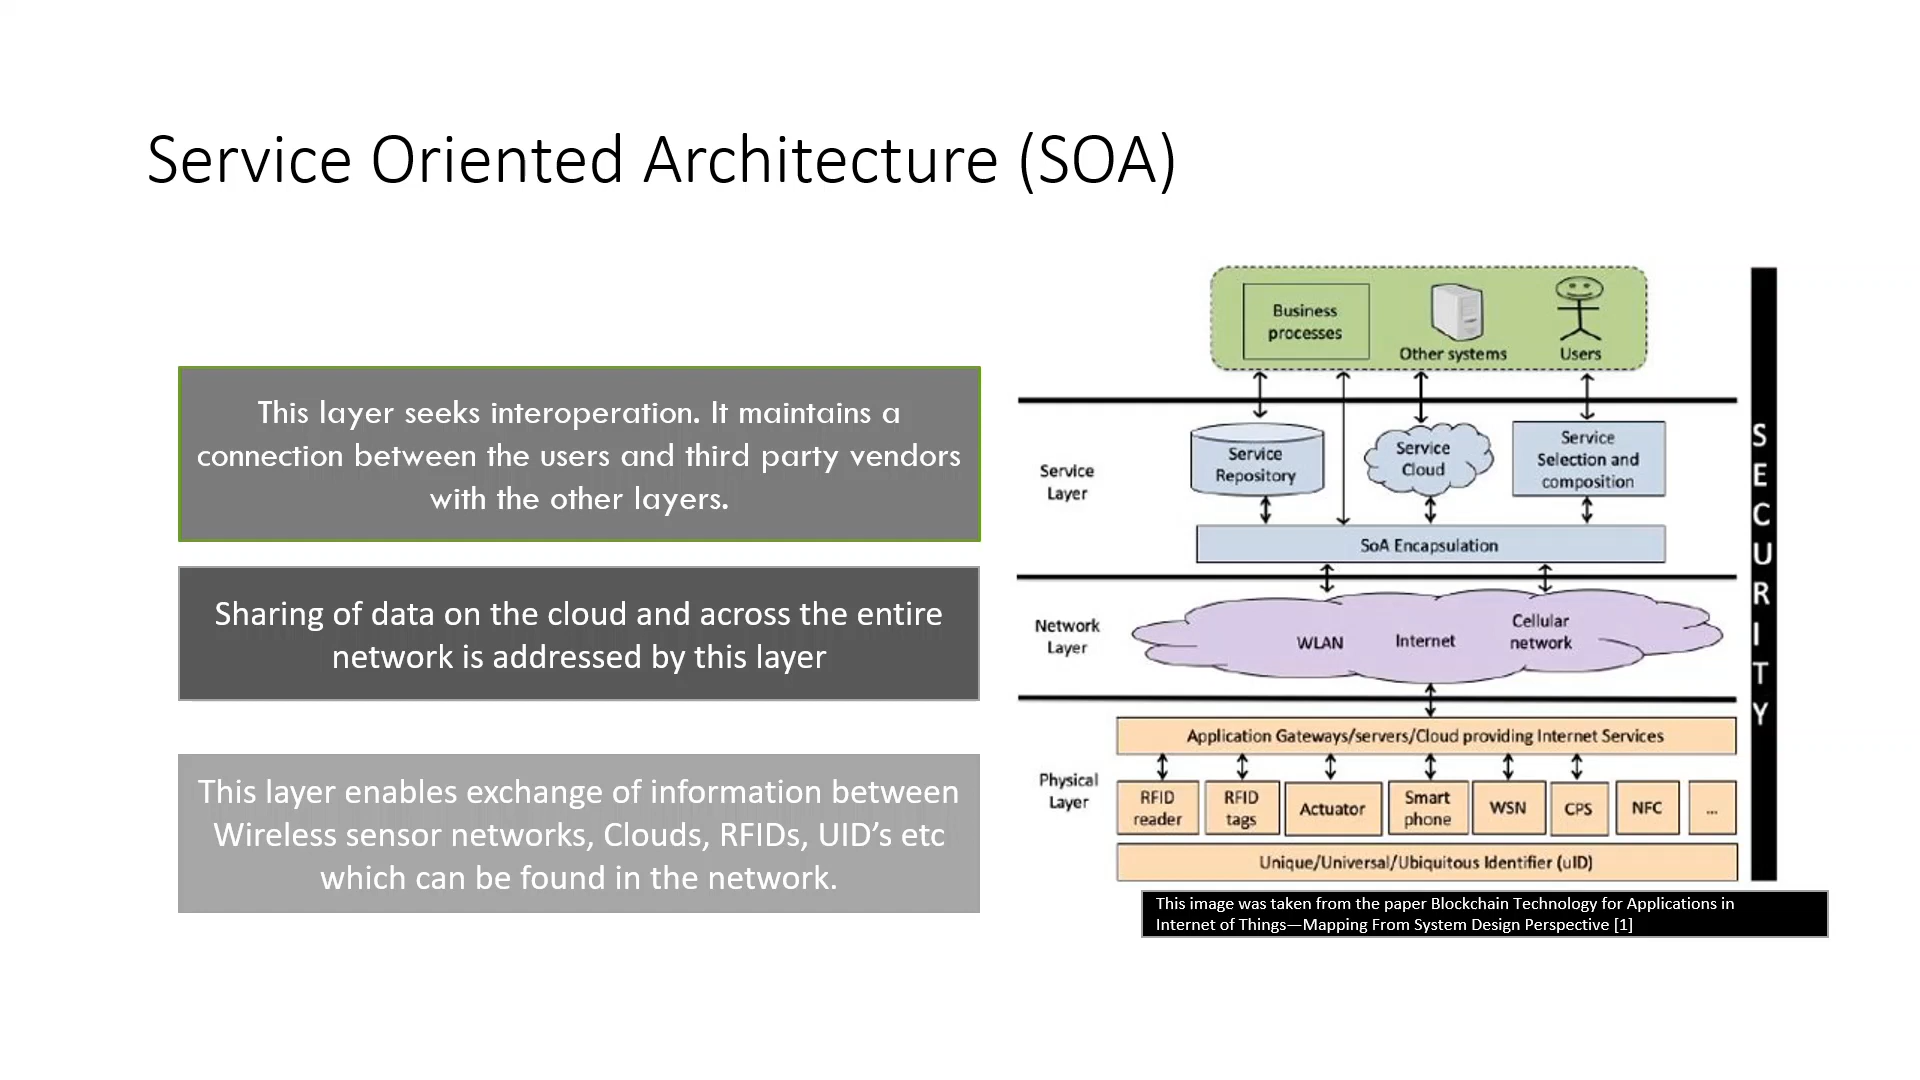 Service Oriented Architecture (SOA)
This layer seeks interoperation. It maintains a
connection between the users and third party vendors
with the other layers.
Sharing of data on the cloud and across the entire
network is addressed by this layer
This layer enables exchange of information between
Wireless sensor networks, Clouds, RFIDs, UID’s etc
which can be found in the network.
Business
processes
Other systems
Users
Service
Layer
Service
Repository
Service
Cloud
Service
Selection and
composition
SoA Encapsulation
Network
Layer
WLAN
Internet
Cellular
network
Physical
Layer
Application Gateways/servers/Cloud providing Internet Services
RFID
reader
RFID
tags
Actuator
Smart
phone
WSN
CPS
NFC
...
Unique/Universal/Ubiquitous Identifier (uID)
SECURITY
This image was taken from the paper Blockchain Technology for Applications in
Internet of Things—Mapping From System Design Perspective [1]